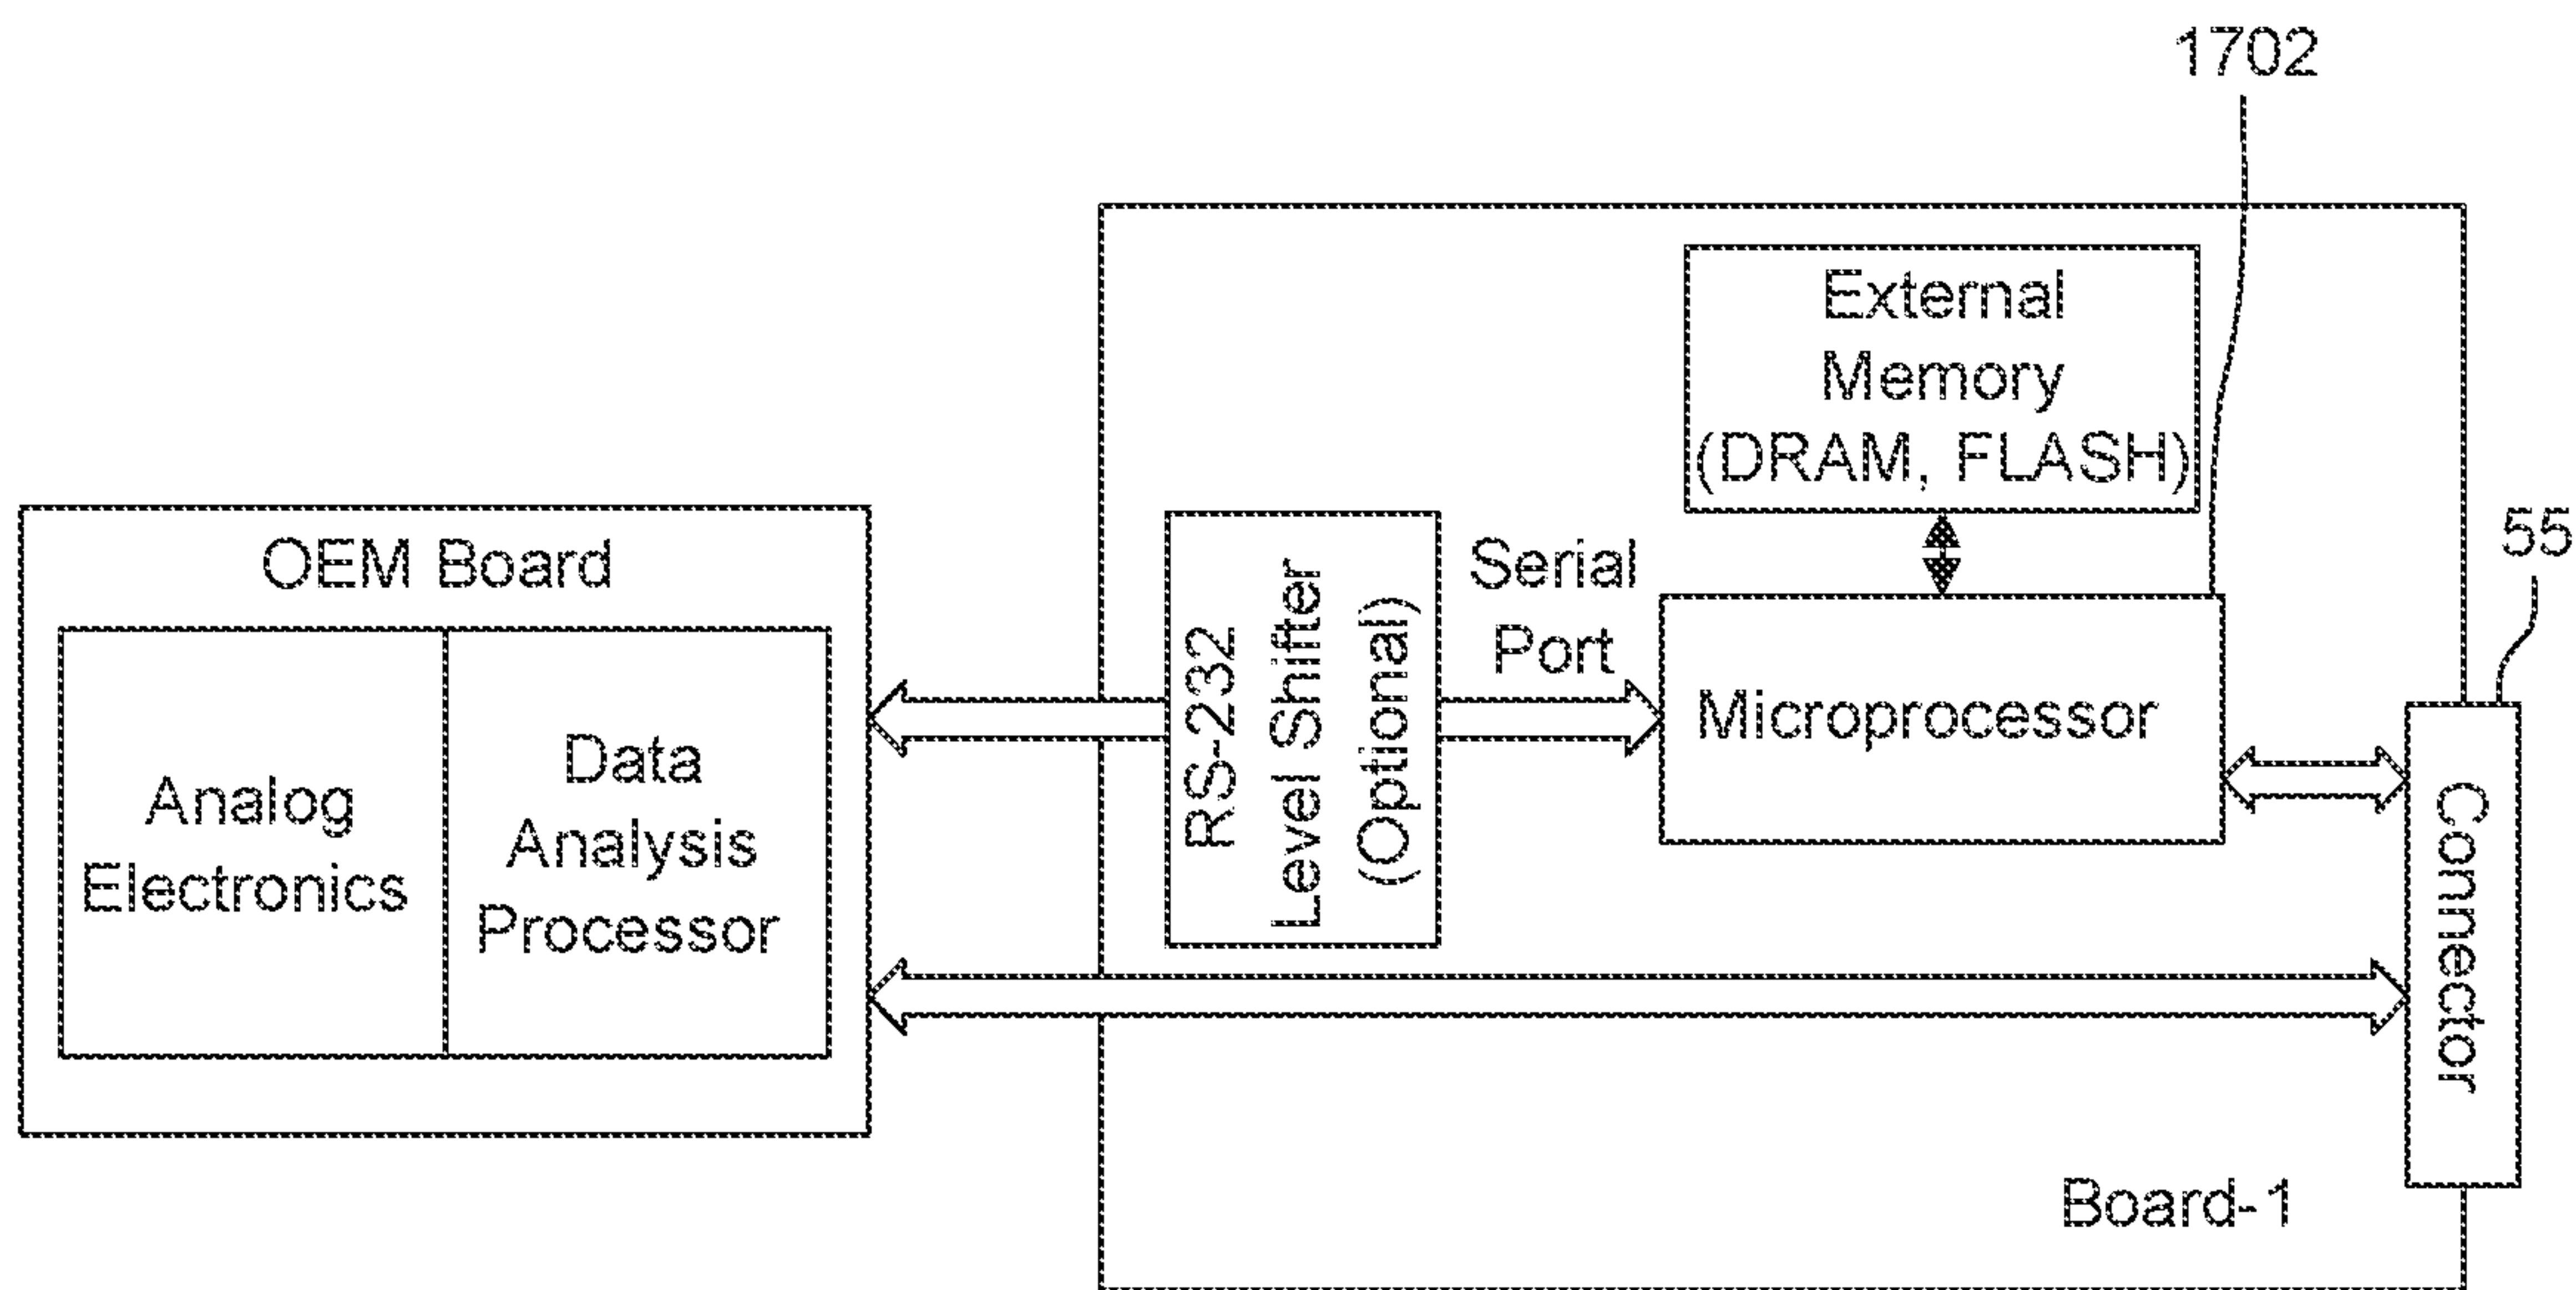 1702
External
Memory
(DRAM, FLASH)
55
OEM Board
Serial
Port
RS-232
Level Shifter
(Optional)
Microprocessor
Analog
Electronics
Data
Analysis
Processor
Connector
Board-1